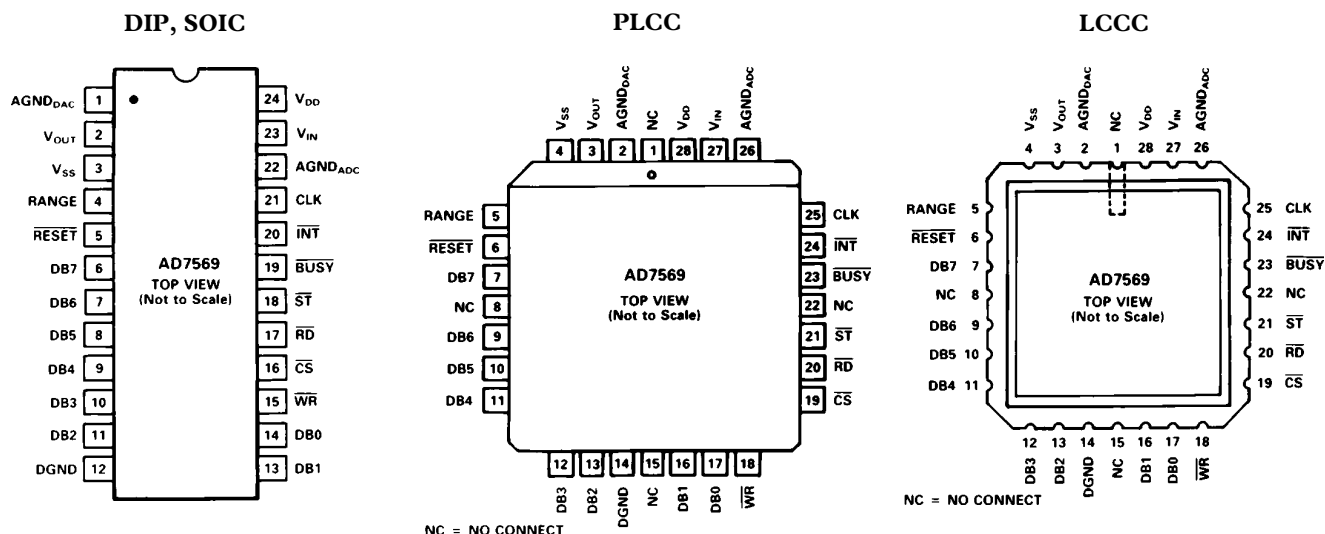 DIP, SOIC
AGNDDAC 1
VOUT 2
VSS 3
RANGE 4
RESET 5
DB7 6
DB6 7
DB5 8
DB4 9
DB3 10
DB2 11
DGND 12
24 VDD
23 VIN
22 AGNDADC
21 CLK
20 INT
19 BUSY
18 ST
17 RD
16 CS
15 WR
14 DB0
13 DB1
AD7569
TOP VIEW
(Not to Scale)
PLCC
VSS VOUT AGNDDAC NC VDD VIN AGNDADC
4 3 2 1 28 27 26
RANGE 5
RESET 6
DB7 7
NC 8
DB6 9
DB5 10
DB4 11
AD7569
TOP VIEW
(Not to Scale)
25 CLK
24 INT
23 BUSY
22 NC
21 ST
20 RD
19 CS
12 13 14 15 16 17 18
DB3 DB2 DGND NC DB1 DB0 WR
NC = NO CONNECT
LCCC
VSS VOUT AGNDDAC NC VDD VIN AGNDADC
4 3 2 1 28 27 26
RANGE 5
RESET 6
DB7 7
NC 8
DB6 9
DB5 10
DB4 11
AD7569
TOP VIEW
(Not to Scale)
25 CLK
24 INT
23 BUSY
22 NC
21 ST
20 RD
19 CS
12 13 14 15 16 17 18
DB3 DB2 DGND NC DB1 DB0 WR
NC = NO CONNECT